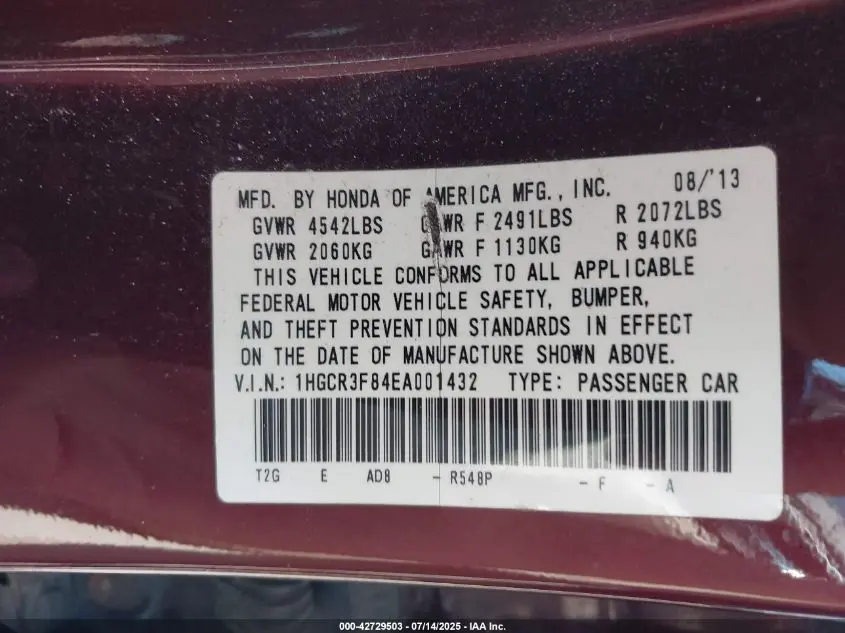 MFD. BY HONDA OF AMERICA MFG., INC. 08/'13
GVWR 4542LBS GAWR F 2491LBS R 2072LBS
GVWR 2060KG GAWR F 1130KG R 940KG
THIS VEHICLE CONFORMS TO ALL APPLICABLE
FEDERAL MOTOR VEHICLE SAFETY, BUMPER,
AND THEFT PREVENTION STANDARDS IN EFFECT
ON THE DATE OF MANUFACTURE SHOWN ABOVE.
V.I.N.: 1HGCR3F84EA001432 TYPE: PASSENGER CAR
T2G E AD8 - R548P - F - A
000-42729503 - 07/14/2025 - IAA Inc.